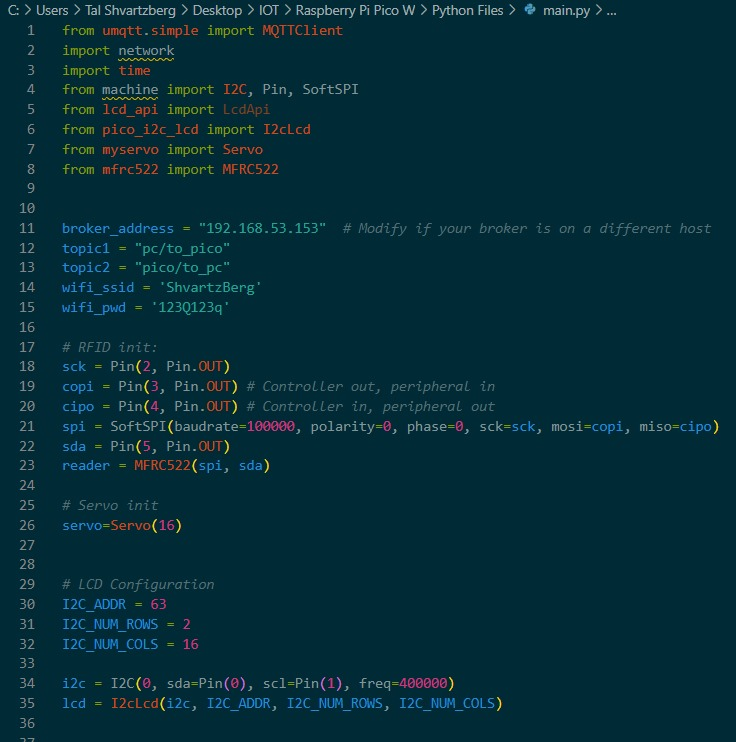 C: > Users > Tal Shvartzberg > Desktop > IOT > Raspberry Pi Pico W > Python Files > main.py > ...
1 from umqtt.simple import MQTTClient
2 import network
3 import time
4 from machine import I2C, Pin, SoftSPI
5 from lcd_api import LcdApi
6 from pico_i2c_lcd import I2cLcd
7 from myservo import Servo
8 from mfrc522 import MFRC522
9
10
11 broker_address = "192.168.53.153"  # Modify if your broker is on a different host
12 topic1 = "pc/to_pico"
13 topic2 = "pico/to_pc"
14 wifi_ssid = 'ShvartzBerg'
15 wifi_pwd = '123Q123q'
16
17 # RFID init:
18 sck = Pin(2, Pin.OUT)
19 copi = Pin(3, Pin.OUT) # Controller out, peripheral in
20 cipo = Pin(4, Pin.OUT) # Controller in, peripheral out
21 spi = SoftSPI(baudrate=100000, polarity=0, phase=0, sck=sck, mosi=copi, miso=cipo)
22 sda = Pin(5, Pin.OUT)
23 reader = MFRC522(spi, sda)
24
25 # Servo init
26 servo=Servo(16)
27
28
29 # LCD Configuration
30 I2C_ADDR = 63
31 I2C_NUM_ROWS = 2
32 I2C_NUM_COLS = 16
33
34 i2c = I2C(0, sda=Pin(0), scl=Pin(1), freq=400000)
35 lcd = I2cLcd(i2c, I2C_ADDR, I2C_NUM_ROWS, I2C_NUM_COLS)
36
37